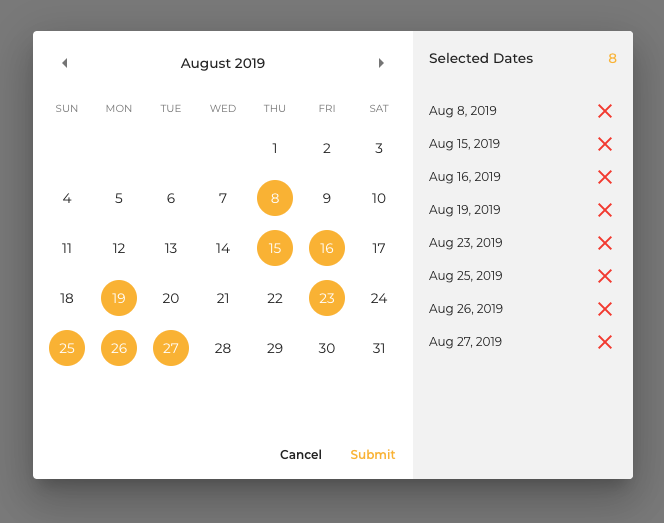 August 2019
SUN MON TUE WED THU FRI SAT
1 2 3
4 5 6 7 8 9 10
11 12 13 14 15 16 17
18 19 20 21 22 23 24
25 26 27 28 29 30 31
Cancel Submit
Selected Dates 8
Aug 8, 2019
Aug 15, 2019
Aug 16, 2019
Aug 19, 2019
Aug 23, 2019
Aug 25, 2019
Aug 26, 2019
Aug 27, 2019